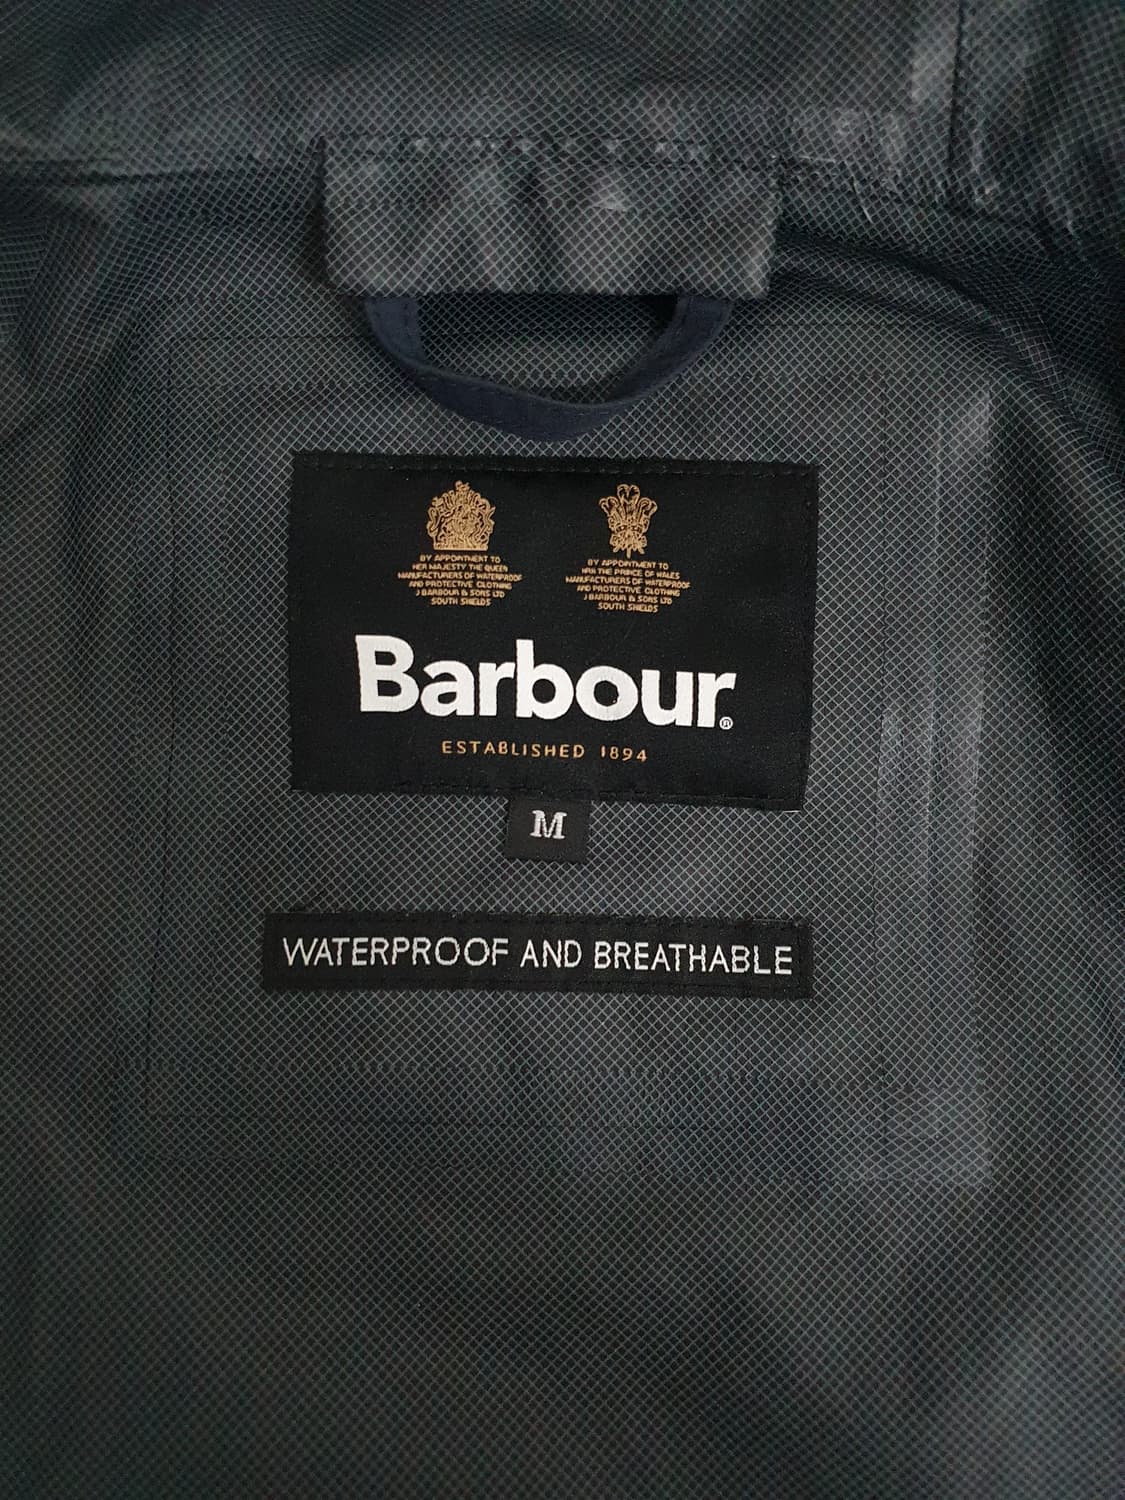 BY APPOINTMENT TO
HER MAJESTY THE QUEEN
MANUFACTURERS OF WATERPROOF
AND PROTECTIVE CLOTHING
J BARBOUR & SONS LTD
SOUTH SHIELDS
BY APPOINTMENT TO
HRH THE PRINCE OF WALES
MANUFACTURERS OF WATERPROOF
AND PROTECTIVE CLOTHING
J BARBOUR & SONS LTD
SOUTH SHIELDS
Barbour®
ESTABLISHED 1894
M
WATERPROOF AND BREATHABLE